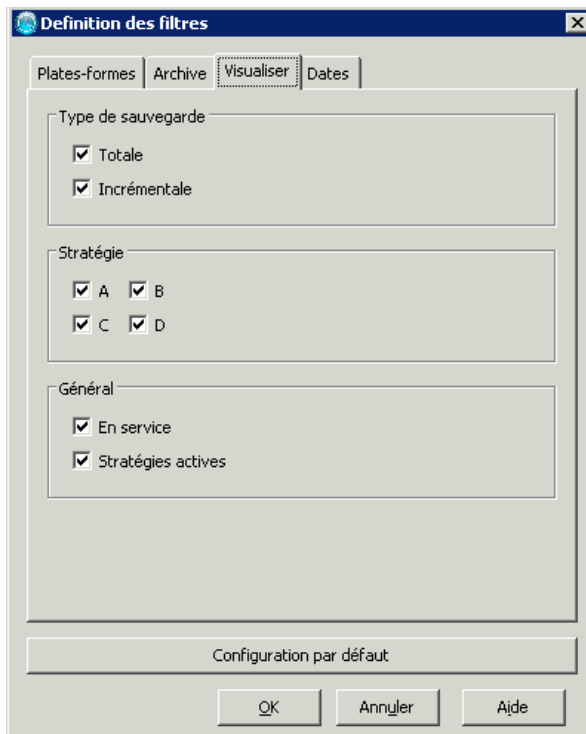 Definition des filtres
Plates-formes Archive Visualiser Dates
Type de sauvegarde
Totale
Incrémentale
Stratégie
A B
C D
Général
En service
Stratégies actives
Configuration par défaut
OK Annuler Aide